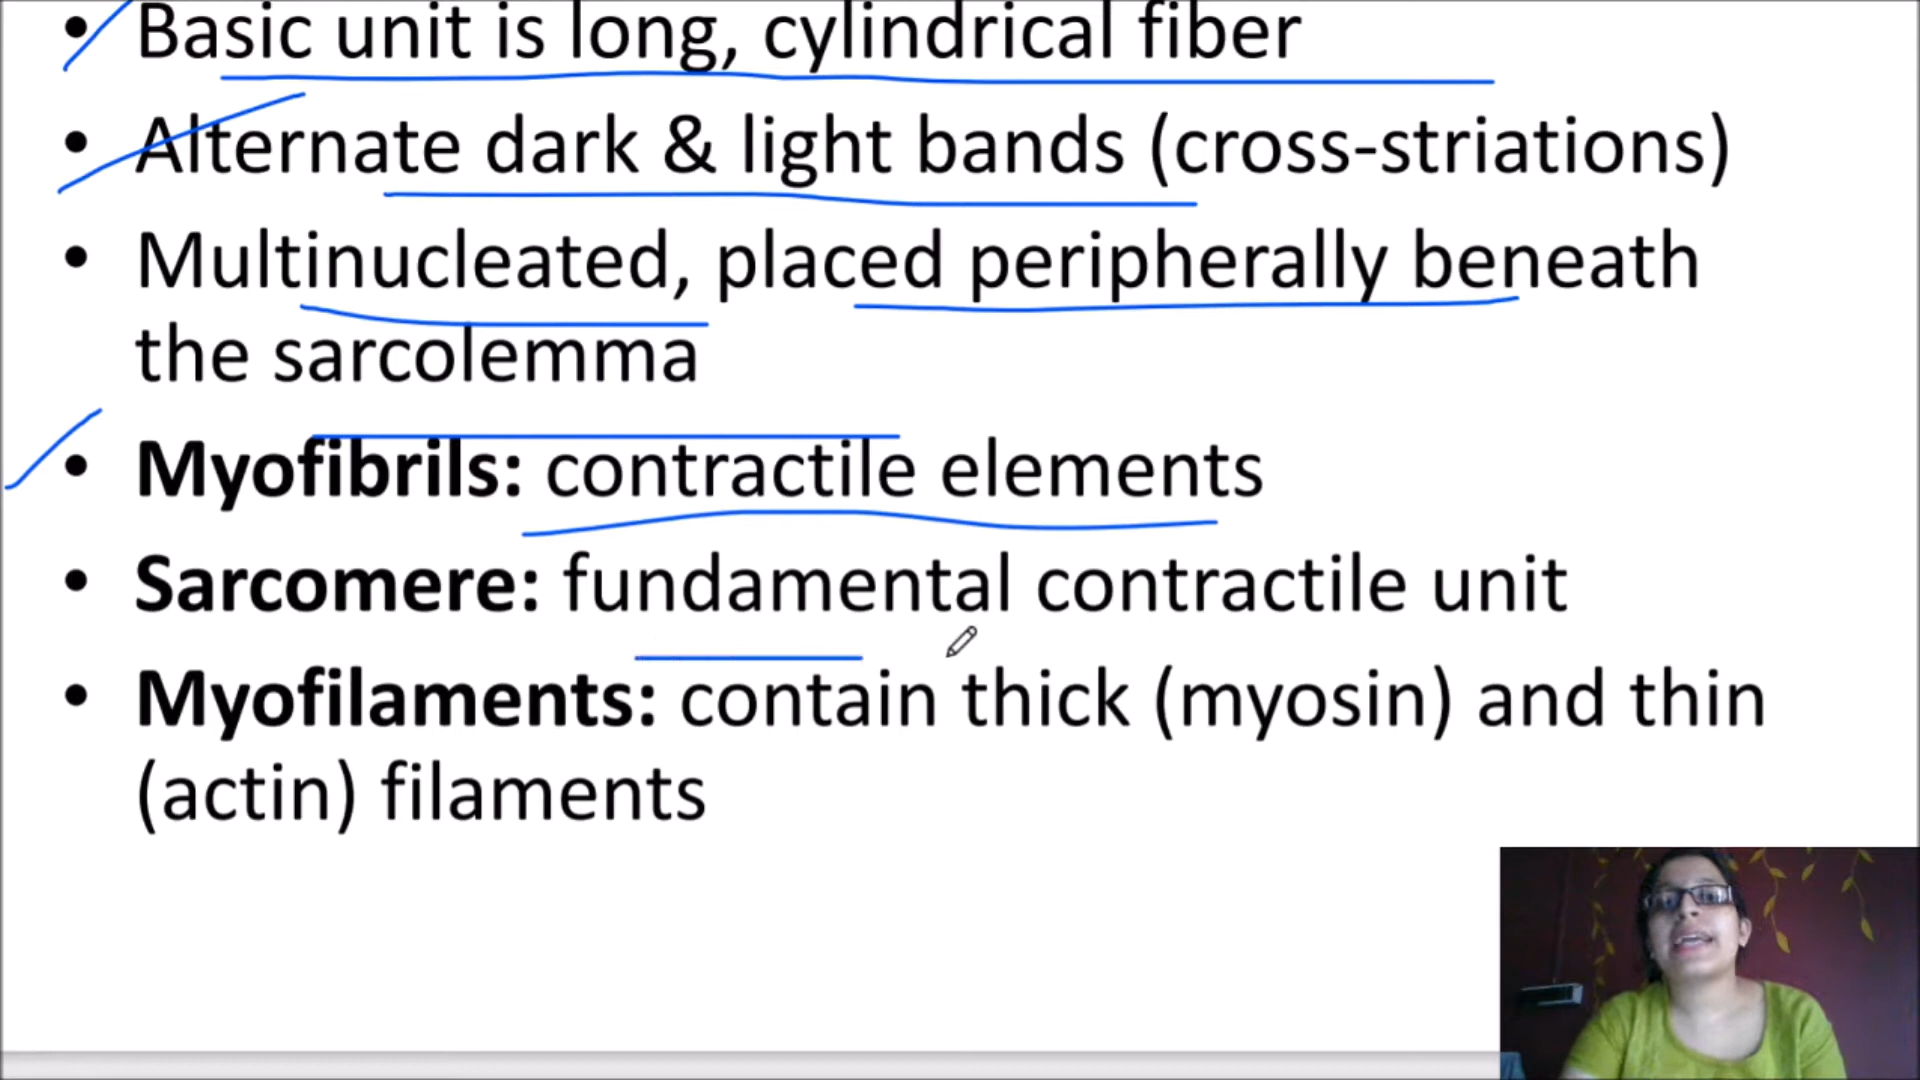 • Basic unit is long, cylindrical fiber
• Alternate dark & light bands (cross-striations)
• Multinucleated, placed peripherally beneath
the sarcolemma
• Myofibrils: contractile elements
• Sarcomere: fundamental contractile unit
• Myofilaments: contain thick (myosin) and thin
(actin) filaments